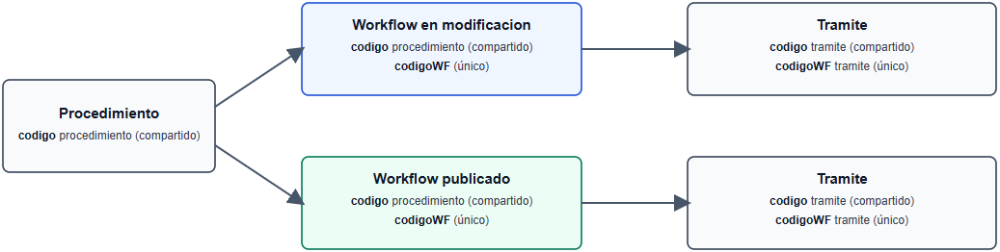 Procedimiento
codigo procedimiento (compartido)
Workflow en modificacion
codigo procedimiento (compartido)
codigoWF (único)
Tramite
codigo tramite (compartido)
codigoWF tramite (único)
Workflow publicado
codigo procedimiento (compartido)
codigoWF (único)
Tramite
codigo tramite (compartido)
codigoWF tramite (único)